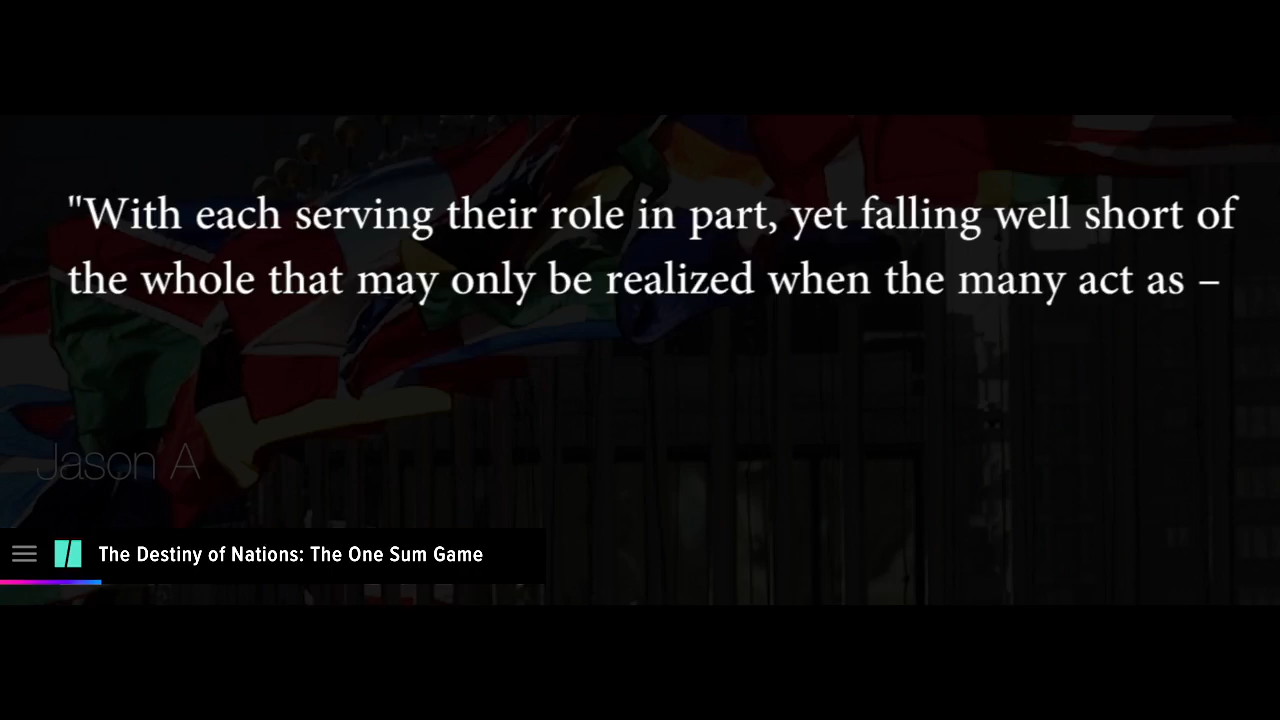 "With each serving their role in part, yet falling well short of
the whole that may only be realized when the many act as –
Jason A
The Destiny of Nations: The One Sum Game